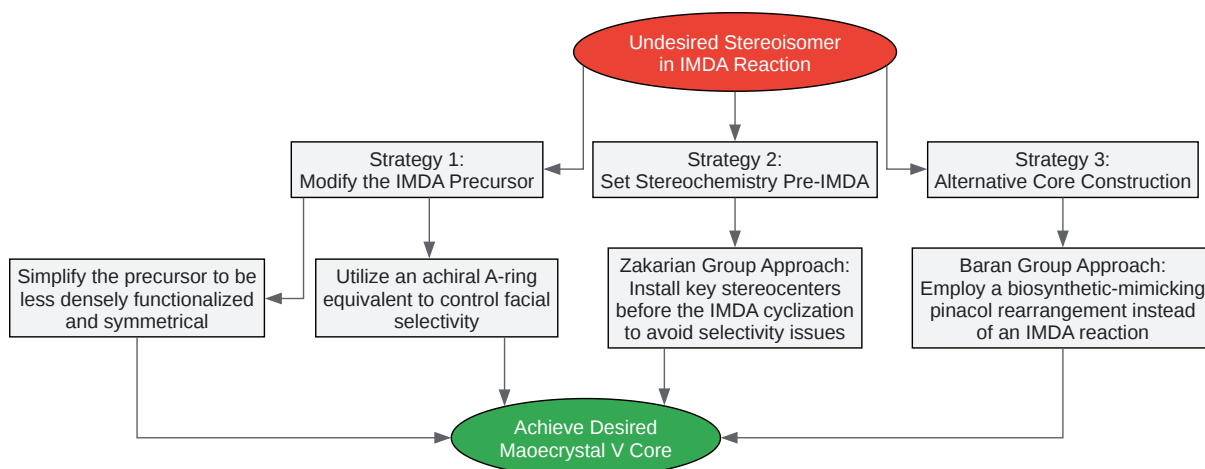 Undesired Stereoisomer
in IMDA Reaction
Strategy 1:
Modify the IMDA Precursor
Strategy 2:
Set Stereochemistry Pre-IMDA
Strategy 3:
Alternative Core Construction
Simplify the precursor to be
less densely functionalized
and symmetrical
Utilize an achiral A-ring
equivalent to control facial
selectivity
Zakarian Group Approach:
Install key stereocenters
before the IMDA cyclization
to avoid selectivity issues
Baran Group Approach:
Employ a biosynthetic-mimicking
pinacol rearrangement instead
of an IMDA reaction
Achieve Desired
Maoecrystal V Core